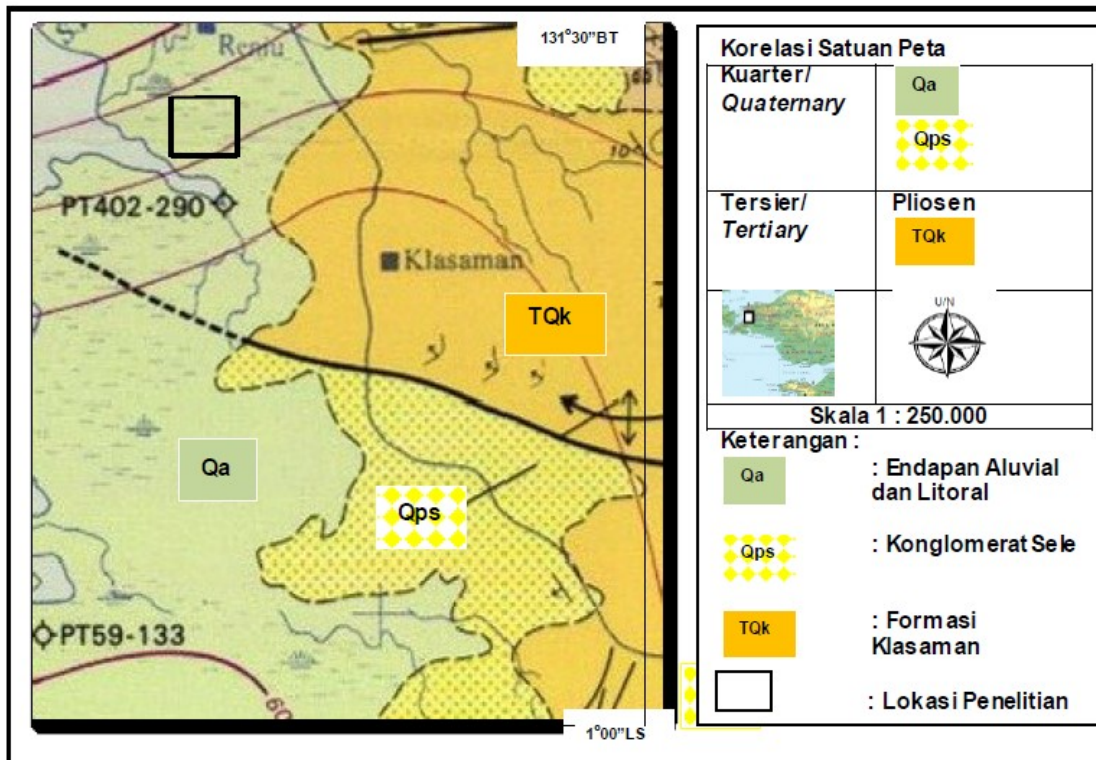 131°30"BT
Remu
PT402-290
Klasaman
TQk
Qa
Qps
PT59-133
60
1°00"LS
Korelasi Satuan Peta
Kuarter/
Quaternary
Qa
Qps
Tersier/
Tertiary
Pliosen
TQk
U/N
Skala 1 : 250.000
Keterangan :
Qa
: Endapan Aluvial
dan Litoral
Qps
: Konglomerat Sele
TQk
: Formasi
Klasaman
: Lokasi Penelitian